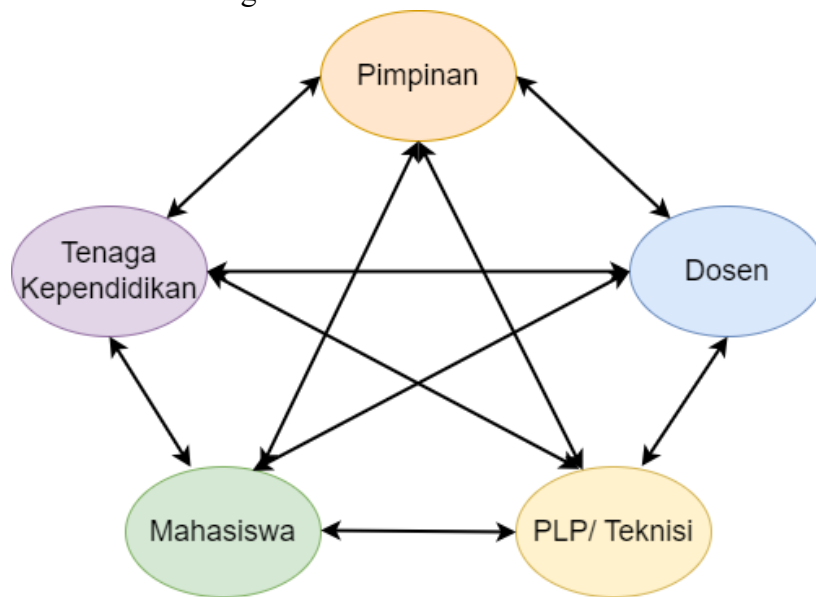 Pimpinan
Tenaga
Kependidikan
Dosen
Mahasiswa
PLP/ Teknisi